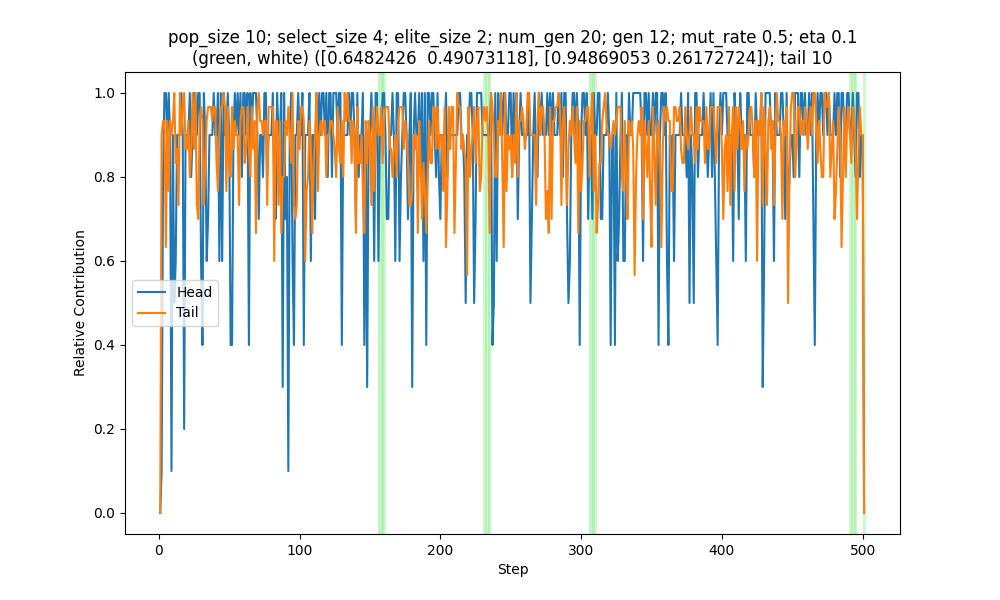 pop_size 10; select_size 4; elite_size 2; num_gen 20; gen 12; mut_rate 0.5; eta 0.1
(green, white) ([0.6482426  0.49073118], [0.94869053 0.26172724]); tail 10
1.0
0.8
0.6
0.4
0.2
0.0
Relative Contribution
Head
Tail
0 100 200 300 400 500
Step